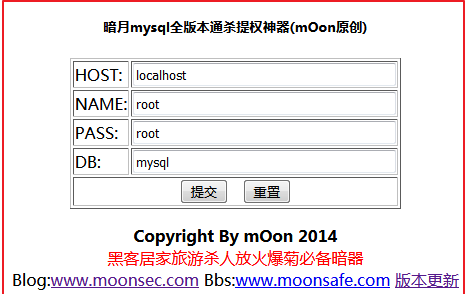 暗月mysql全版本通杀提权神器(mOon原创)
HOST: localhost
NAME: root
PASS: root
DB: mysql
提交 重置
Copyright By mOon 2014
黑客居家旅游杀人放火爆菊必备暗器
Blog:www.moonsec.com Bbs:www.moonsafe.com 版本更新